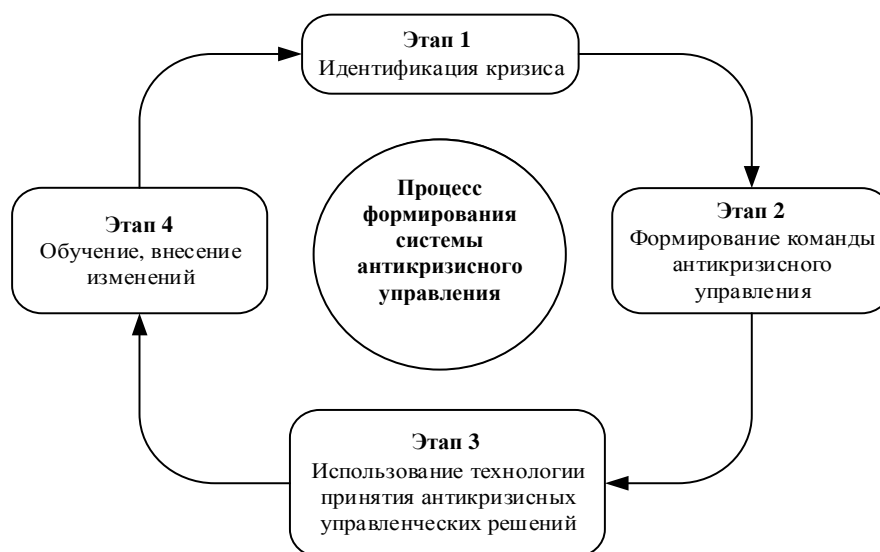 Этап 1
Идентификация кризиса
Этап 2
Формирование команды
антикризисного
управления
Этап 3
Использование технологии
принятия антикризисных
управленческих решений
Этап 4
Обучение, внесение
изменений
Процесс
формирования
системы
антикризисного
управления